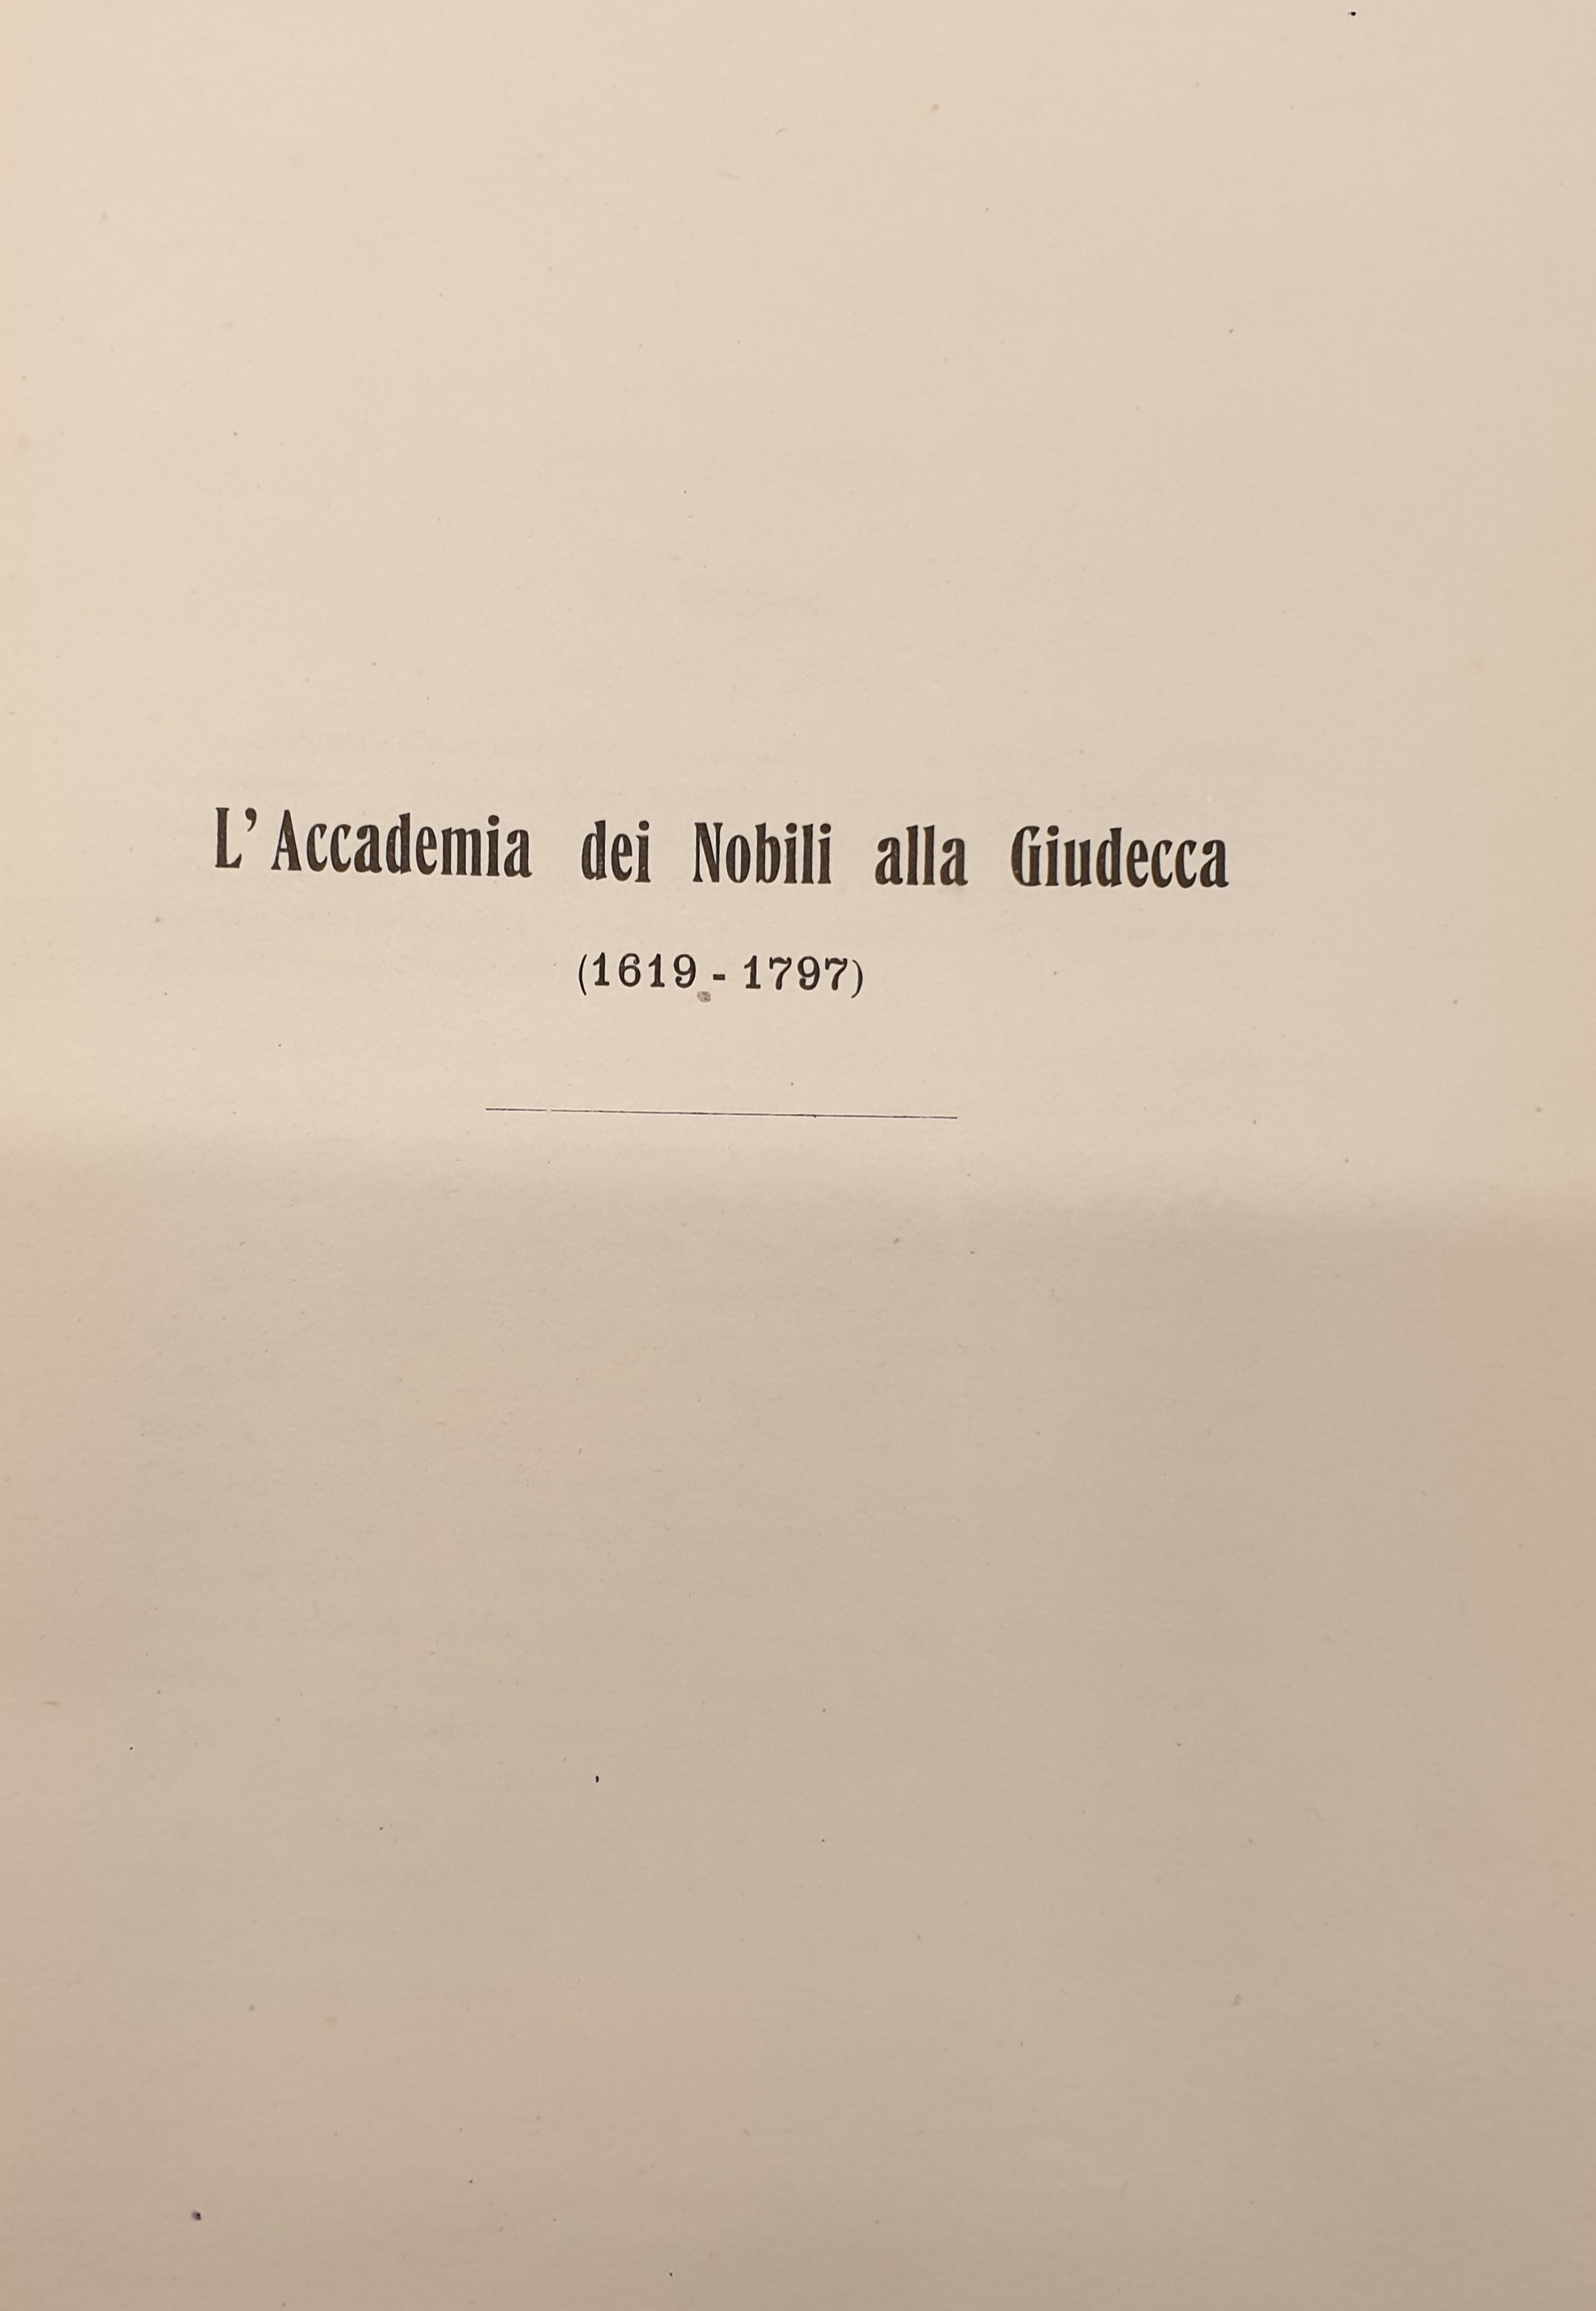 L' Accademia dei Nobili alla Giudecca
(1619 - 1797)